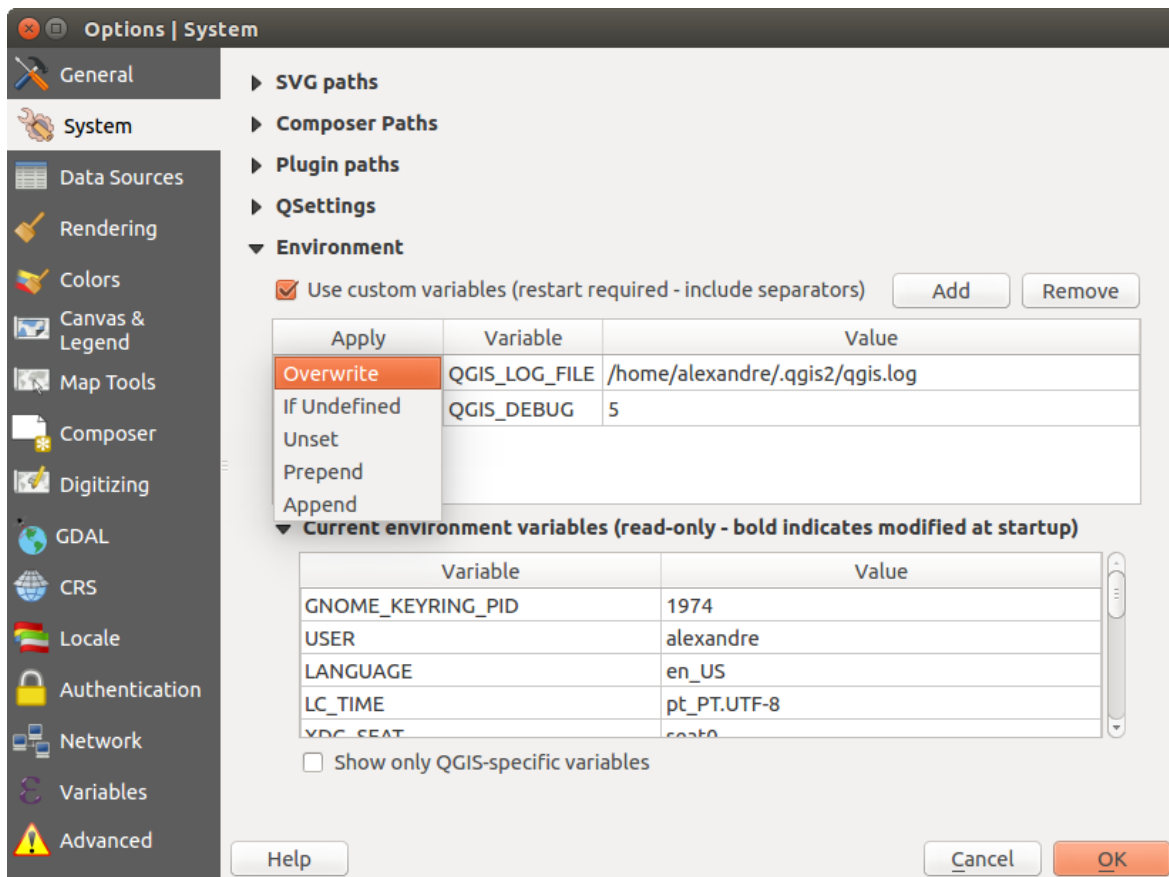 Options | System
General
System
Data Sources
Rendering
Colors
Canvas &
Legend
Map Tools
Composer
Digitizing
GDAL
CRS
Locale
Authentication
Network
Variables
Advanced
SVG paths
Composer Paths
Plugin paths
QSettings
Environment
Use custom variables (restart required - include separators) Add Remove
Apply Variable Value
Overwrite QGIS_LOG_FILE /home/alexandre/.qgis2/qgis.log
If Undefined QGIS_DEBUG 5
Unset
Prepend
Append
Current environment variables (read-only - bold indicates modified at startup)
Variable Value
GNOME_KEYRING_PID 1974
USER alexandre
LANGUAGE en_US
LC_TIME pt_PT.UTF-8
XDG_SEAT seat0
Show only QGIS-specific variables
Help Cancel OK